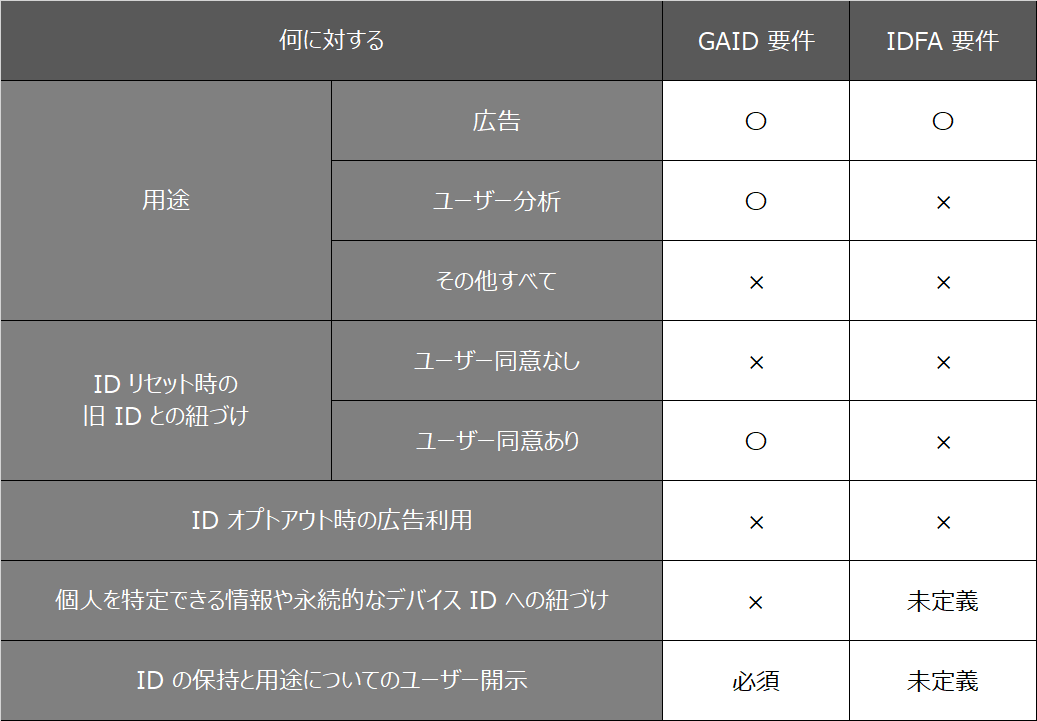 何に対する GAID 要件 IDFA 要件
用途 広告 〇 〇
ユーザー分析 〇 ×
その他すべて × ×
ID リセット時の
旧 ID との紐づけ
ユーザー同意なし × ×
ユーザー同意あり 〇 ×
ID オプトアウト時の広告利用 × ×
個人を特定できる情報や永続的なデバイス ID への紐づけ × 未定義
ID の保持と用途についてのユーザー開示 必須 未定義